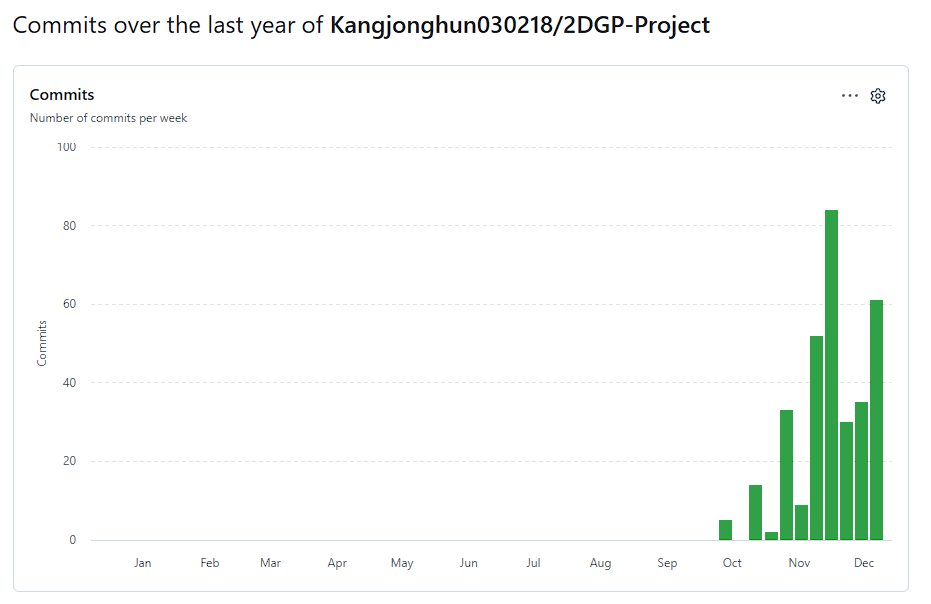 Commits over the last year of Kangjonghun030218/2DGP-Project
Commits
Number of commits per week
100
80
60
40
20
0
Commits
Jan Feb Mar Apr May Jun Jul Aug Sep Oct Nov Dec